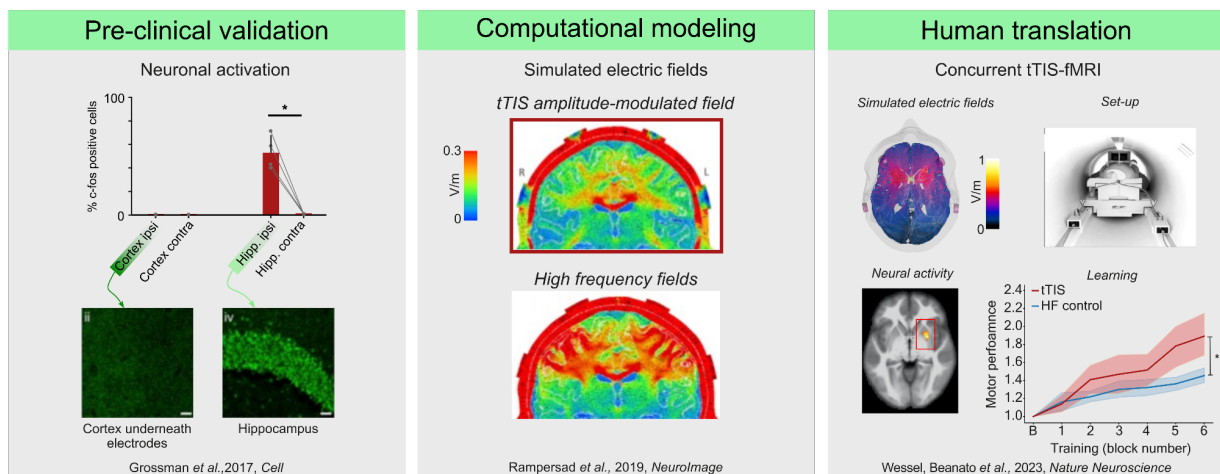 Pre-clinical validation
Neuronal activation
100
% c-fos positive cells
0
*
Cortex ipsi
Cortex contra
Hipp. ipsi
Hipp. contra
ii
iv
Cortex underneath
electrodes
Hippocampus
Grossman et al.,2017, Cell
Computational modeling
Simulated electric fields
tTIS amplitude-modulated field
0.3
V/m
0
R
L
High frequency fields
Rampersad et al., 2019, NeuroImage
Human translation
Concurrent tTIS-fMRI
Simulated electric fields
1
V/m
0
Set-up
Neural activity
Learning
2.4
2.2
2.0
1.8
1.6
1.4
1.2
1.0
Motor perfoamnce
tTIS
HF control
*
B 1 2 3 4 5 6
Training (block number)
Wessel, Beanato et al., 2023, Nature Neuroscience